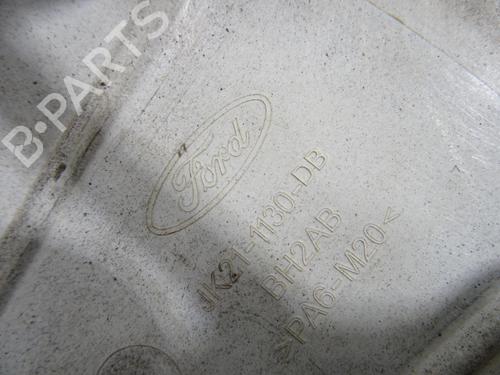 B-PARTS
Ford
JK21-1130-DB
BH2AB
>PA6-M20<